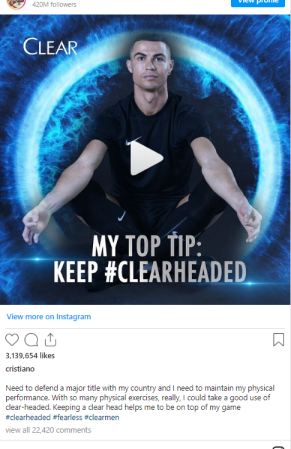 420M followers
View profile
CLEAR
MY TOP TIP:
KEEP #CLEARHEADED
View more on Instagram
3,139,654 likes
cristiano
Need to defend a major title with my country and I need to maintain my physical
performance. With so many physical exercises, really, I could take a good use of
clear-headed. Keeping a clear head helps me to be on top of my game
#clearheaded #fearless #clearmen
view all 22,420 comments